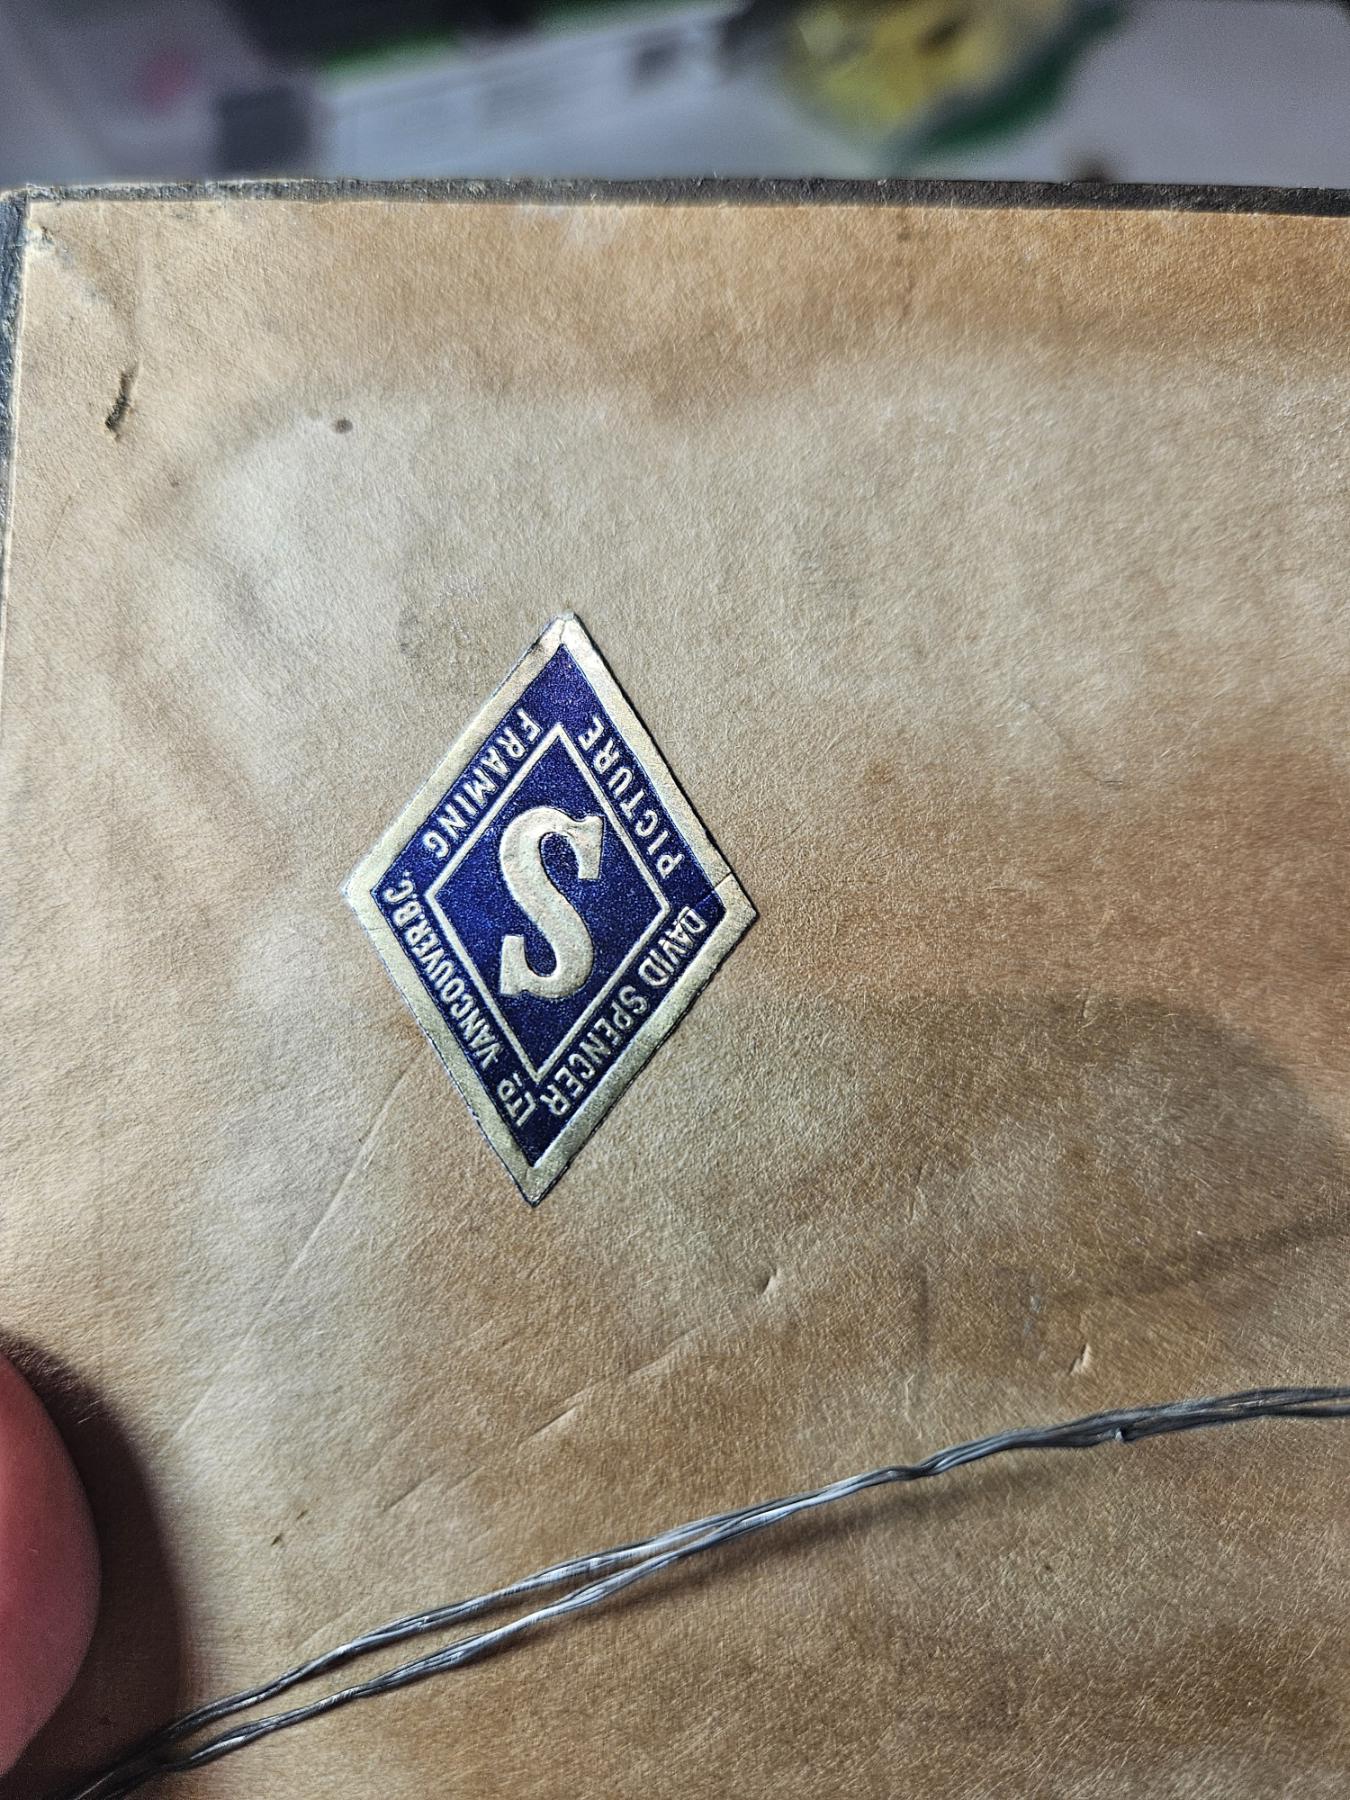 DAVID SPENCER
LTD. VANCOUVER.B.C.
S
PICTURE
FRAMING